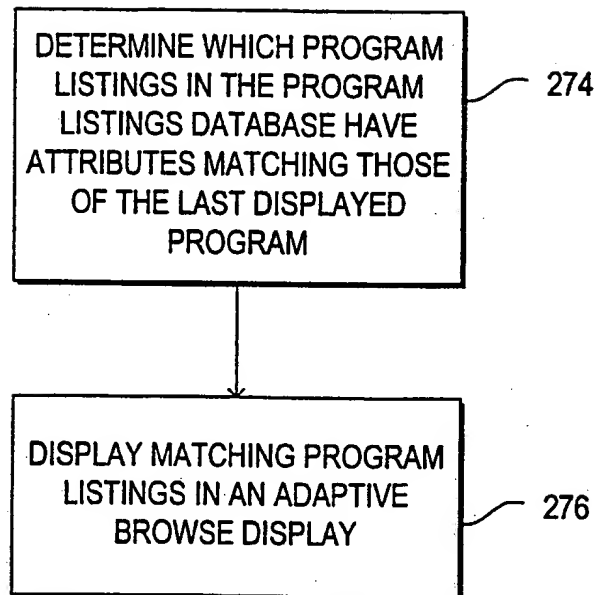 DETERMINE WHICH PROGRAM
LISTINGS IN THE PROGRAM
LISTINGS DATABASE HAVE
ATTRIBUTES MATCHING THOSE
OF THE LAST DISPLAYED
PROGRAM
274
DISPLAY MATCHING PROGRAM
LISTINGS IN AN ADAPTIVE
BROWSE DISPLAY
276